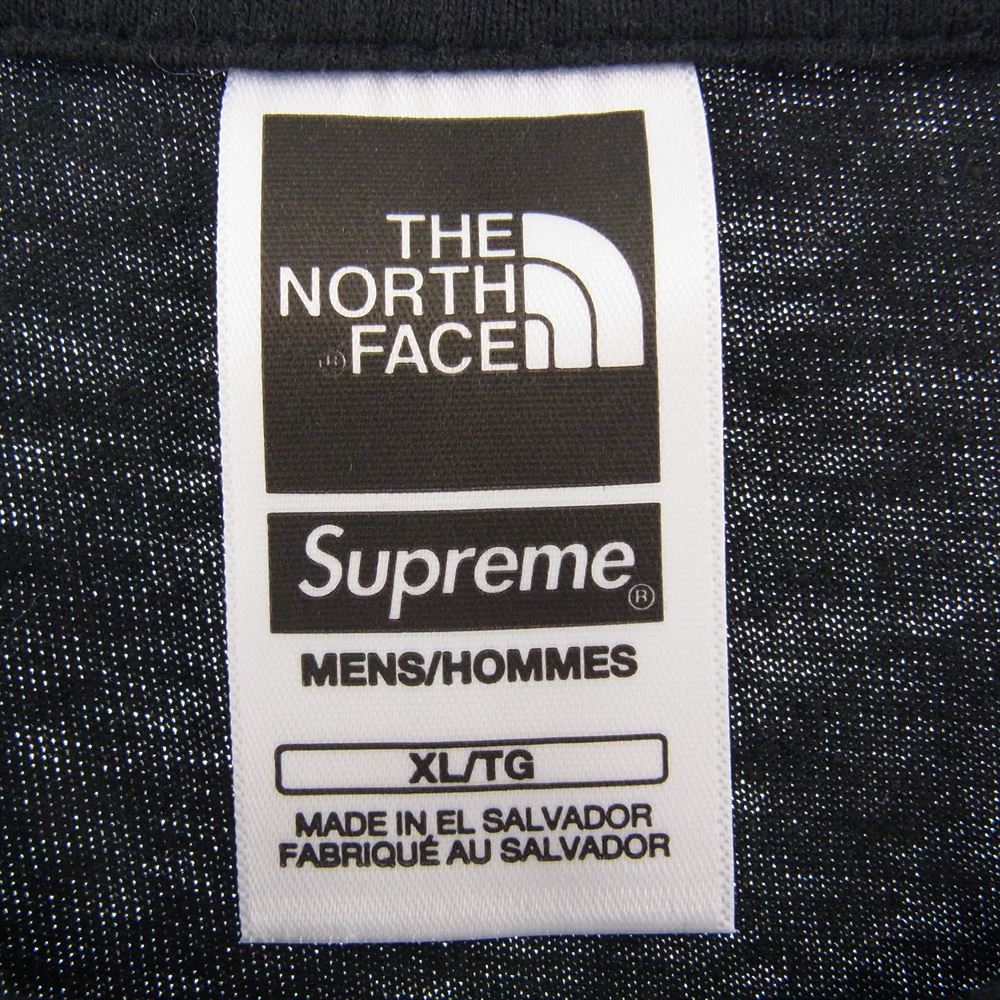 THE
NORTH
FACE®
Supreme®
MENS/HOMMES
XL/TG
MADE IN EL SALVADOR
FABRIQUÉ AU SALVADOR